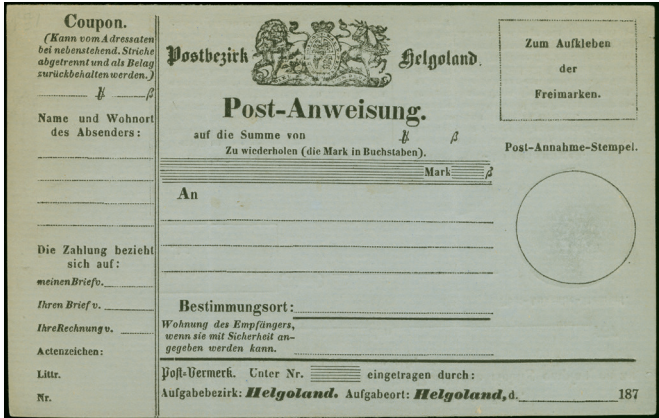 Coupon.
(Kann vom Adressaten
bei nebenstehend. Striche
abgetrennt und als Belag
zurückbehalten werden.)
ß
Name und Wohnort
des Absenders:
Die Zahlung bezieht
sich auf:
meinen Brief v.
Ihren Brief v.
Ihre Rechnung v.
Actenzeichen:
Littr.
Nr.
Postbezirk Helgoland.
Post-Anweisung.
auf die Summe von ß
Zu wiederholen (die Mark in Buchstaben).
Mark ß
An
Bestimmungsort:
Wohnung des Empfängers,
wenn sie mit Sicherheit an-
gegeben werden kann.
Post-Vermerk. Unter Nr. eingetragen durch:
Aufgabebezirk: Helgoland. Aufgabeort: Helgoland, d. 187
Zum Aufkleben
der
Freimarken.
Post-Annahme-Stempel.